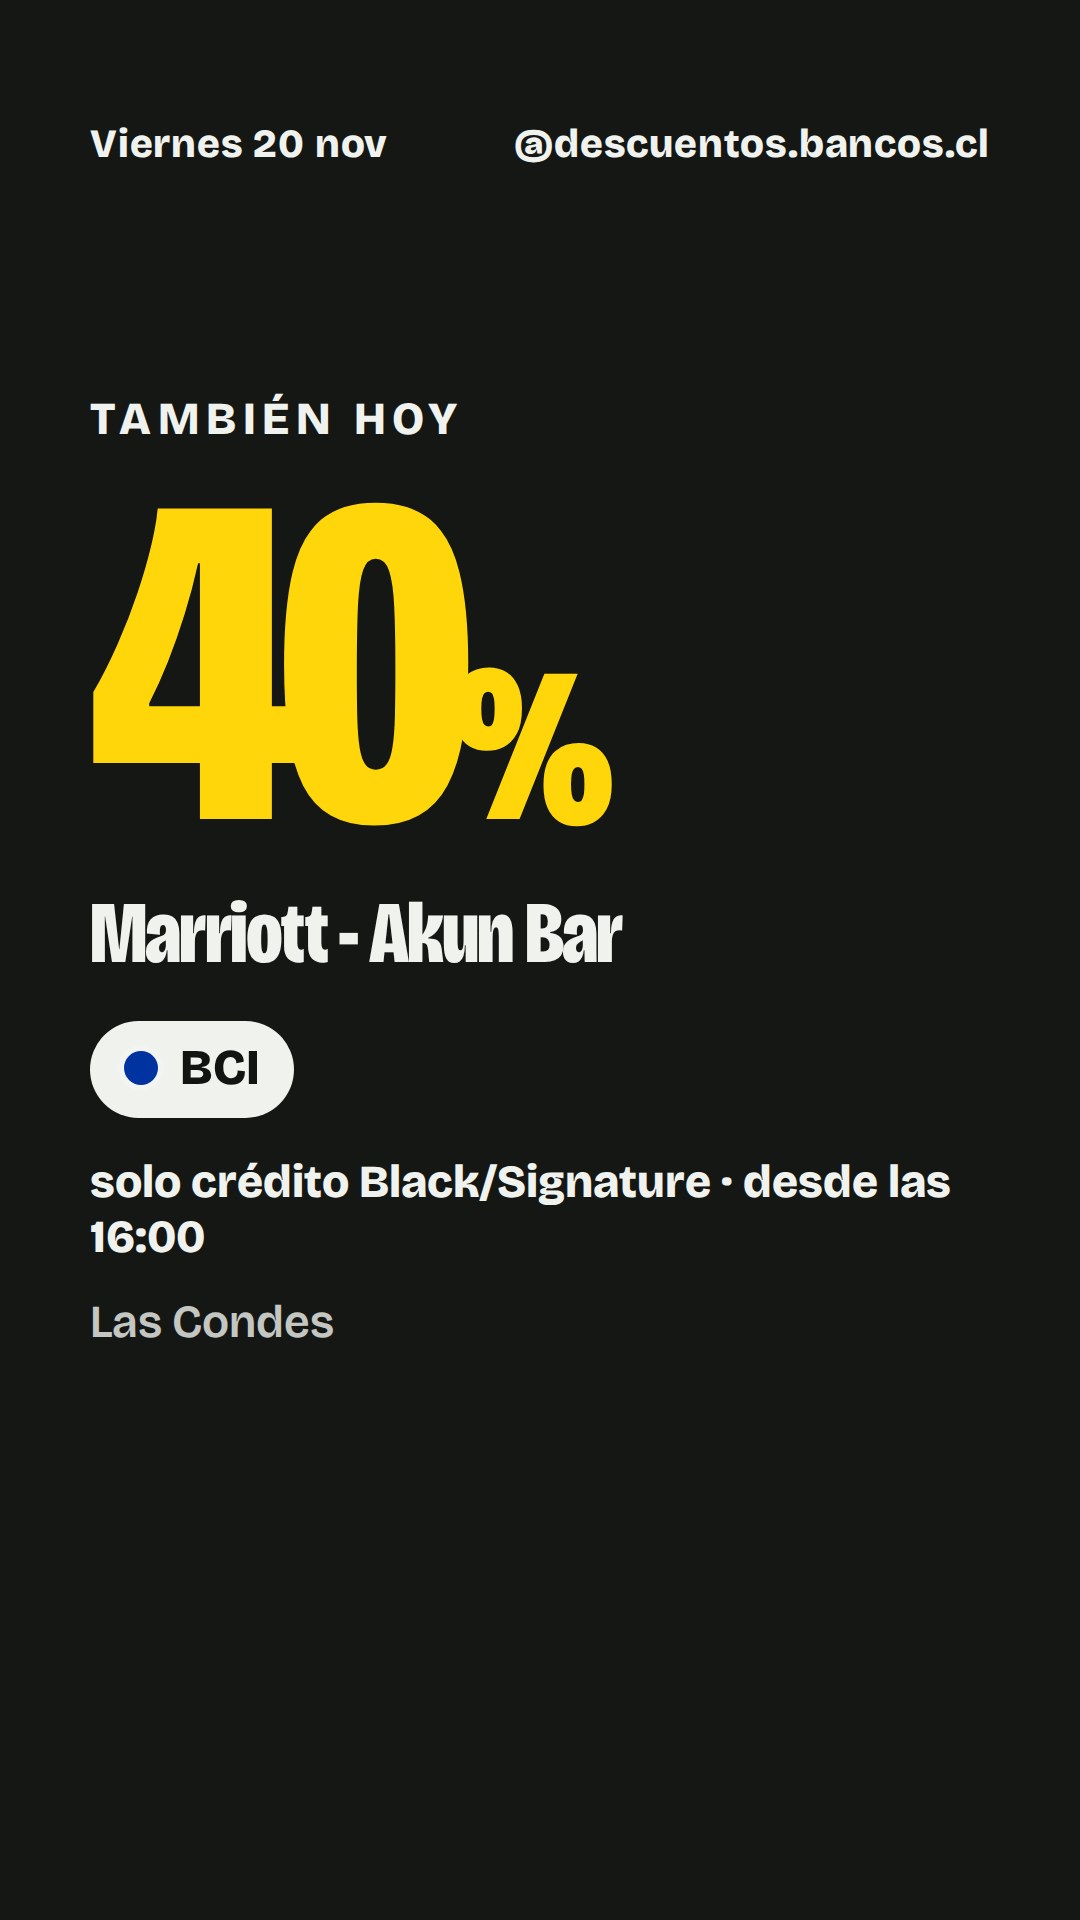 Viernes 20 nov
@descuentos.bancos.cl
TAMBIÉN HOY
40%
Marriott - Akun Bar
BCI
solo crédito Black/Signature · desde las
16:00
Las Condes